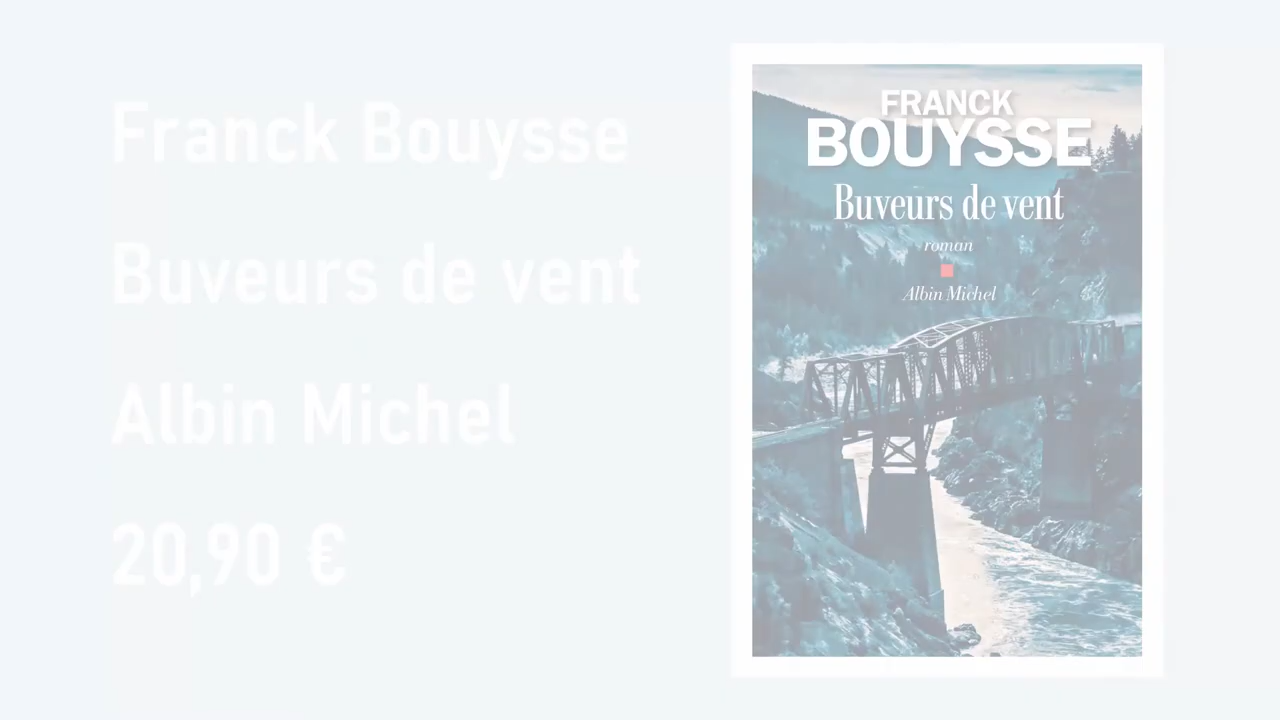 Franck Bouysse
Buveurs de vent
Albin Michel
20,90 €
FRANCK
BOUYSSE
Buveurs de vent
roman
Albin Michel